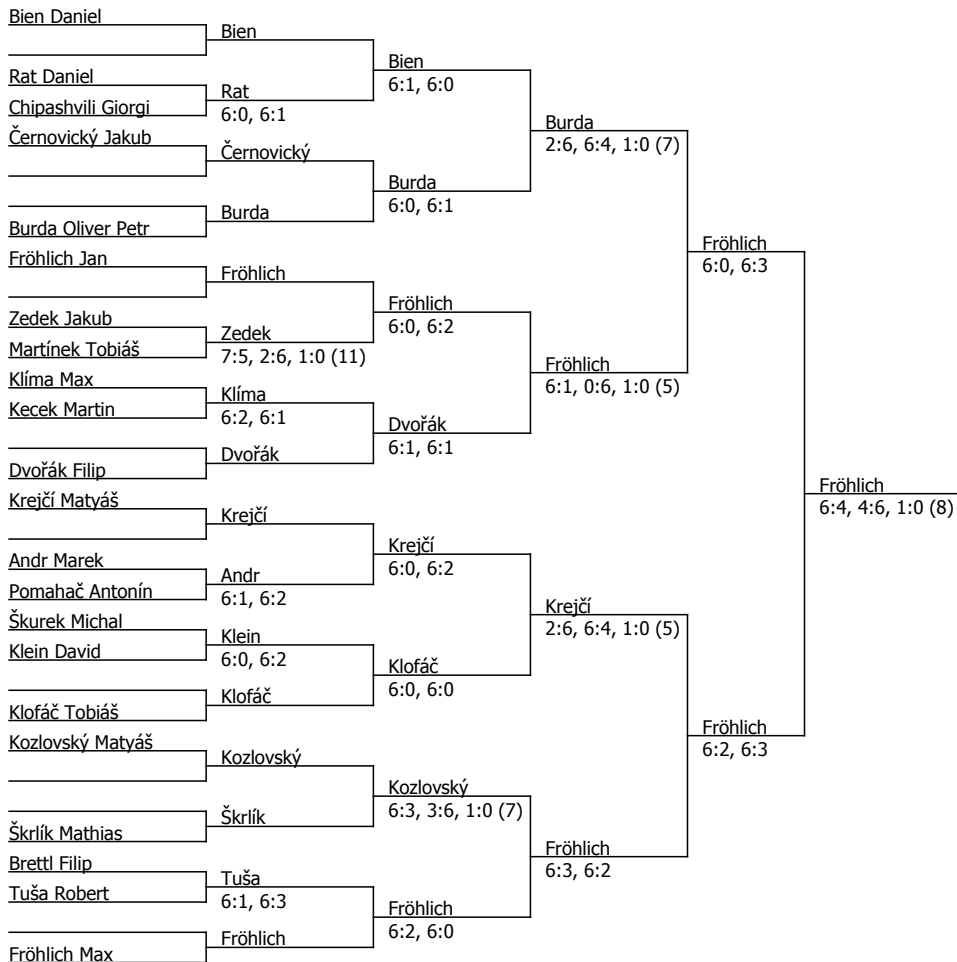 Bien Daniel
Bien
Bien
6:1, 6:0
Rat Daniel
Rat
Chipashvili Giorgi
6:0, 6:1
Burda
2:6, 6:4, 1:0 (7)
Černovický Jakub
Černovický
Burda
6:0, 6:1
Burda
Burda Oliver Petr
Fröhlich
6:0, 6:3
Fröhlich Jan
Fröhlich
Fröhlich
6:0, 6:2
Zedek Jakub
Zedek
Martínek Tobiáš
7:5, 2:6, 1:0 (11)
Fröhlich
6:1, 0:6, 1:0 (5)
Klíma Max
Klíma
Kecek Martin
6:2, 6:1
Dvořák
6:1, 6:1
Dvořák
Dvořák Filip
Fröhlich
6:4, 4:6, 1:0 (8)
Krejčí Matyáš
Krejčí
Krejčí
6:0, 6:2
Andr Marek
Andr
Pomahač Antonín
6:1, 6:2
Krejčí
2:6, 6:4, 1:0 (5)
Škurek Michal
Klein
Klein David
6:0, 6:2
Klofáč
6:0, 6:0
Klofáč
Klofáč Tobiáš
Fröhlich
6:2, 6:3
Kozlovský Matyáš
Kozlovský
Kozlovský
6:3, 3:6, 1:0 (7)
Škrlík
Škrlík Mathias
Fröhlich
6:3, 6:2
Brettl Filip
Tuša
Tuša Robert
6:1, 6:3
Fröhlich
6:2, 6:0
Fröhlich
Fröhlich Max